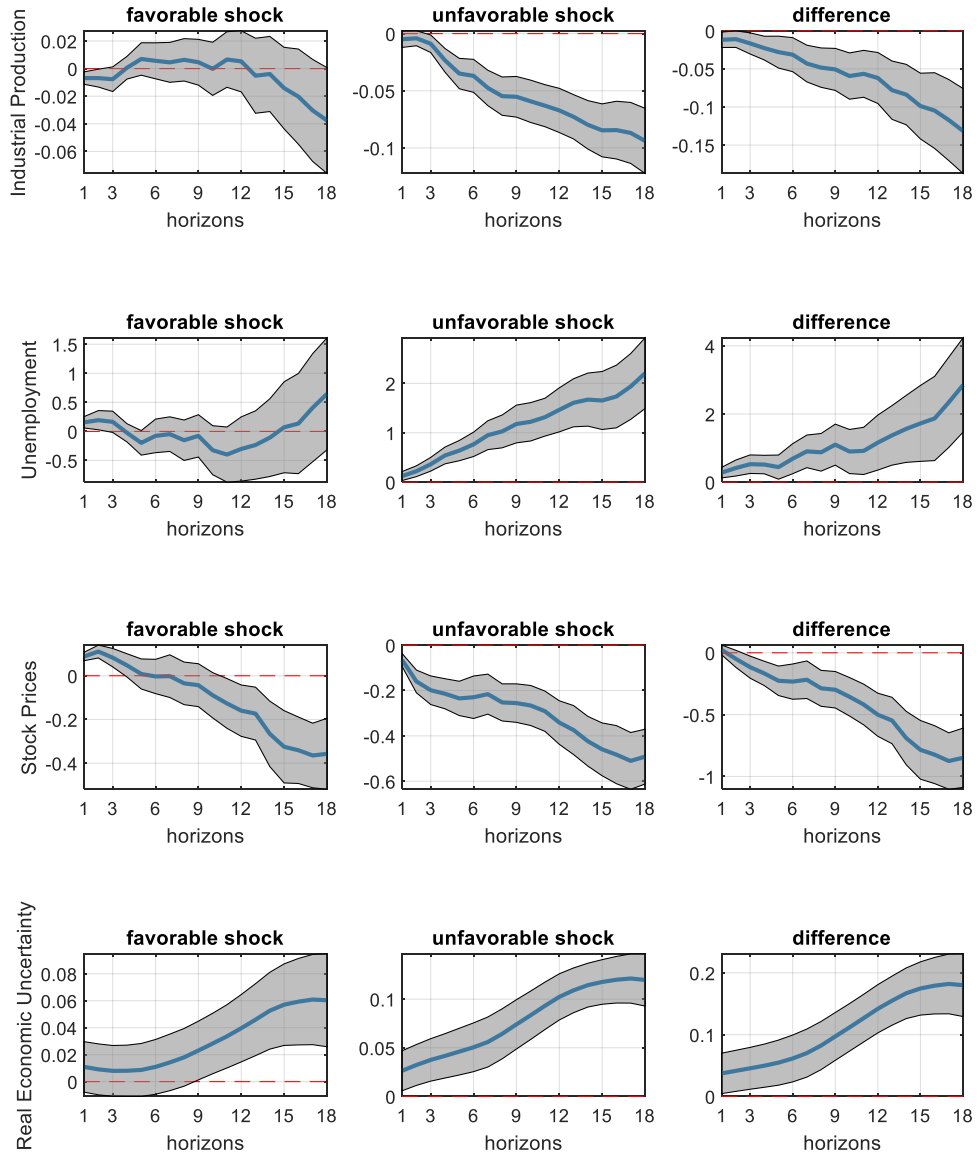 favorable shock unfavorable shock difference
Industrial Production
0.02 0 -0.02 -0.04 -0.06
0 -0.05 -0.1
0 -0.05 -0.1 -0.15
1 3 6 9 12 15 18 1 3 6 9 12 15 18 1 3 6 9 12 15 18
horizons horizons horizons
favorable shock unfavorable shock difference
Unemployment
1.5 1 0.5 0 -0.5
2 1 0
4 2 0
1 3 6 9 12 15 18 1 3 6 9 12 15 18 1 3 6 9 12 15 18
horizons horizons horizons
favorable shock unfavorable shock difference
Stock Prices
0 -0.2 -0.4
0 -0.2 -0.4 -0.6
0 -0.5 -1
1 3 6 9 12 15 18 1 3 6 9 12 15 18 1 3 6 9 12 15 18
horizons horizons horizons
favorable shock unfavorable shock difference
Real Economic Uncertainty
0.08 0.06 0.04 0.02 0
0.1 0.05 0
0.2 0.1 0
1 3 6 9 12 15 18 1 3 6 9 12 15 18 1 3 6 9 12 15 18
horizons horizons horizons